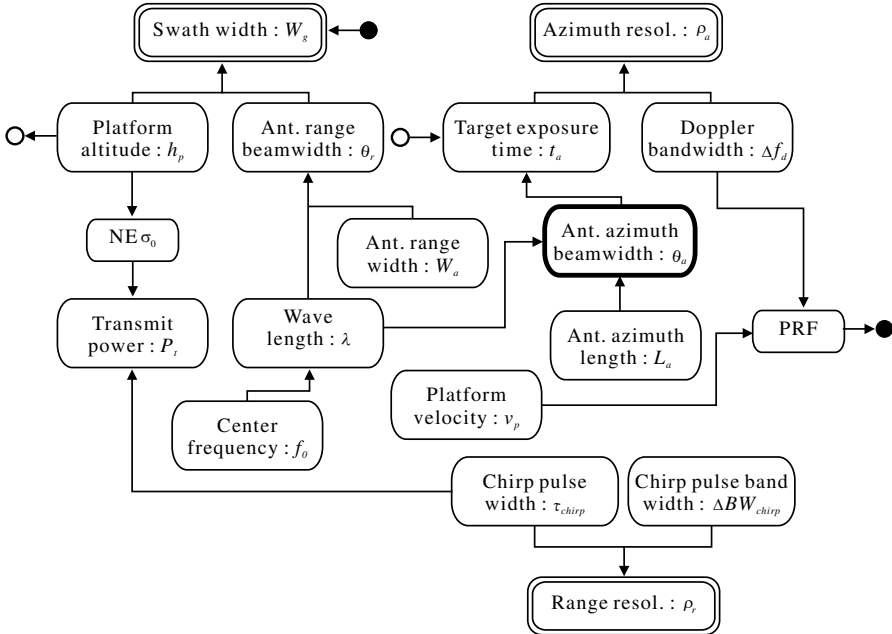 Swath width : W_g
Azimuth resol. : ρ_a
Platform
altitude : h_p
Ant. range
beamwidth : θ_r
Target exposure
time : t_a
Doppler
bandwidth : Δf_d
NE σ_0
Ant. range
width : W_a
Ant. azimuth
beamwidth : θ_a
Transmit
power : P_t
Wave
length : λ
Ant. azimuth
length : L_a
PRF
Center
frequency : f_0
Platform
velocity : v_p
Chirp pulse
width : τ_chirp
Chirp pulse band
width : ΔBW_chirp
Range resol. : ρ_r